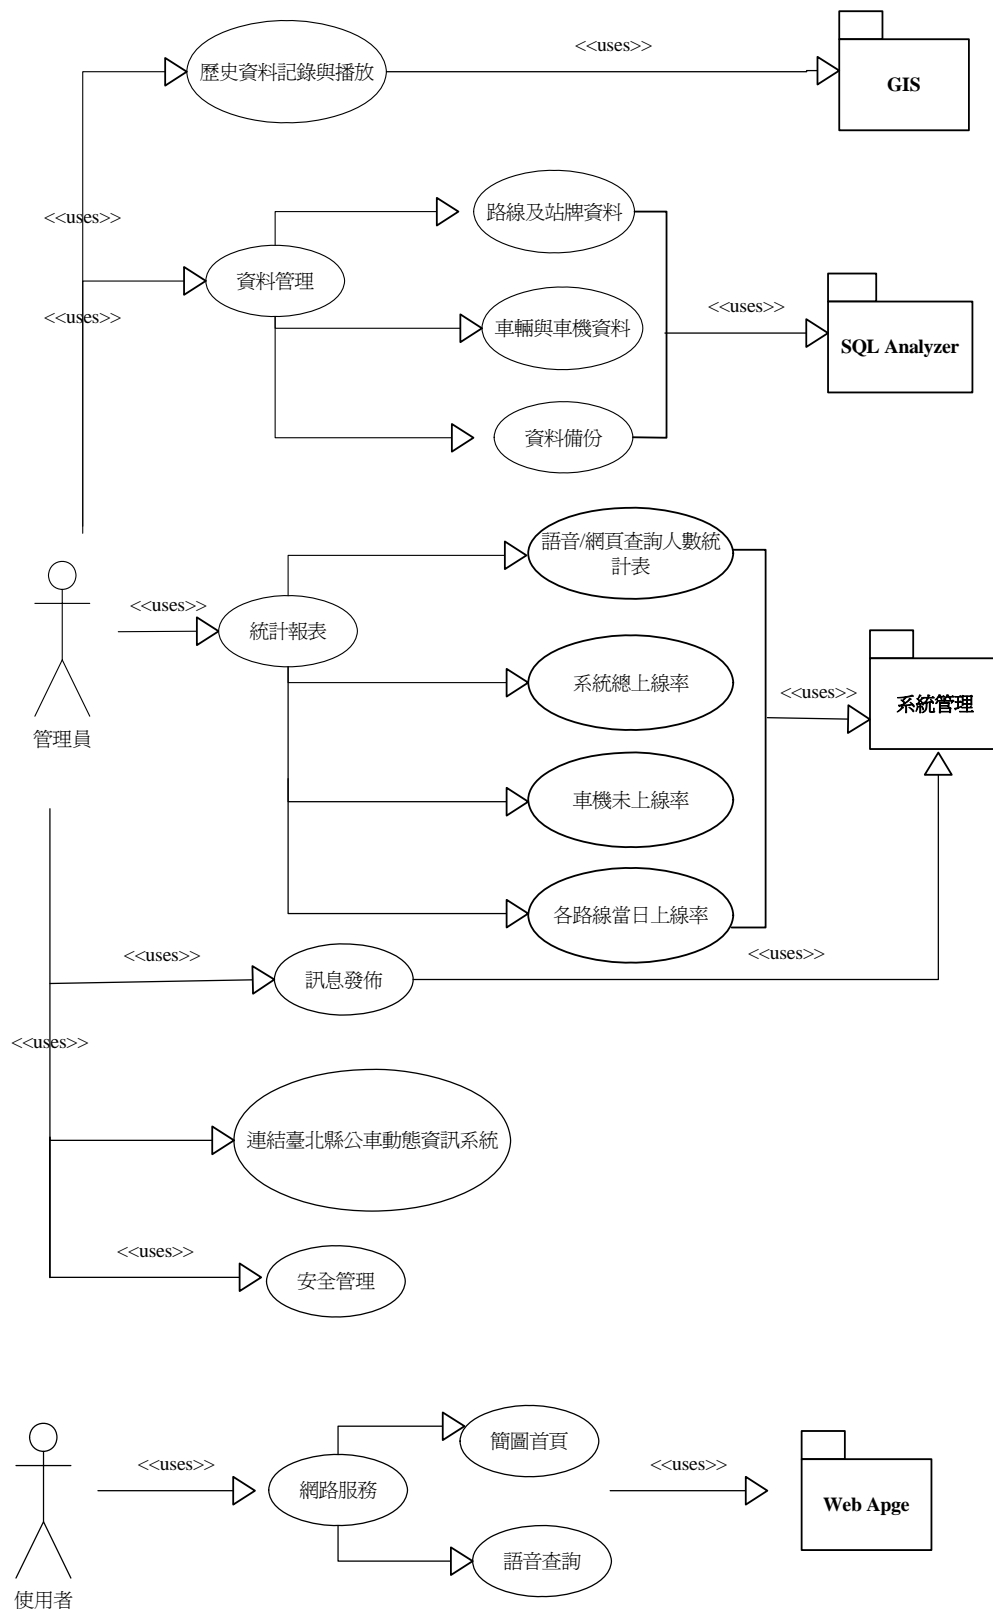 <<uses>>
歷史資料記錄與播放
GIS
<<uses>>
路線及站牌資料
資料管理
<<uses>>
<<uses>>
車輛與車機資料
SQL Analyzer
資料備份
語音/網頁查詢人數統
計表
<<uses>>
統計報表
系統總上線率
<<uses>>
系統管理
管理員
車機未上線率
各路線當日上線率
<<uses>>
<<uses>>
訊息發佈
<<uses>>
連結臺北縣公車動態資訊系統
<<uses>>
安全管理
簡圖首頁
<<uses>>
<<uses>>
網路服務
Web Apge
語音查詢
使用者